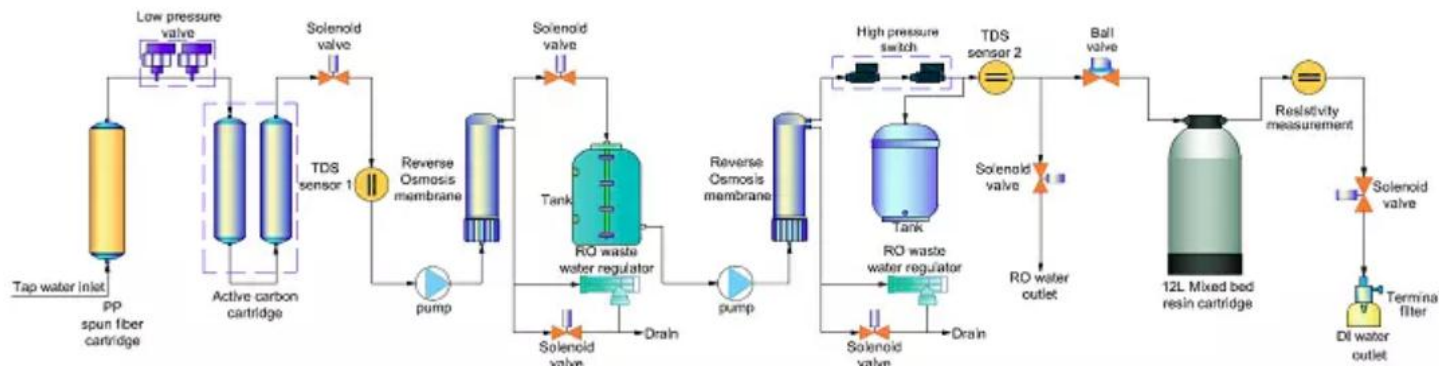 Low pressure
valve
Solenoid
valve
Solenoid
valve
High pressure
switch
TDS
sensor 2
Ball
valve
Resistivity
measurement
TDS
sensor 1
Reverse
Osmosis
membrane
Tank
Reverse
Osmosis
membrane
Solenoid
valve
Solenoid
valve
Tank
RO waste
water regulator
RO waste
water regulator
Tap water inlet
PP
spun fiber
cartridge
Active carbon
cartridge
pump
pump
RO water
outlet
12L Mixed bed
resin cartridge
Terminal
filter
Drain
Drain
Solenoid
valve
Solenoid
valve
DI water
outlet